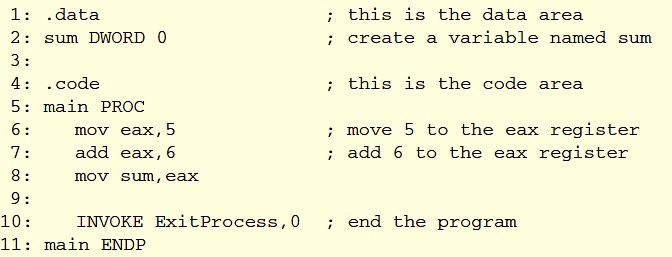 1: .data                      ; this is the data area
2: sum DWORD 0                ; create a variable named sum
3:
4: .code                      ; this is the code area
5: main PROC
6:    mov eax,5               ; move 5 to the eax register
7:    add eax,6               ; add 6 to the eax register
8:    mov sum,eax
9:
10:    INVOKE ExitProcess,0  ; end the program
11: main ENDP